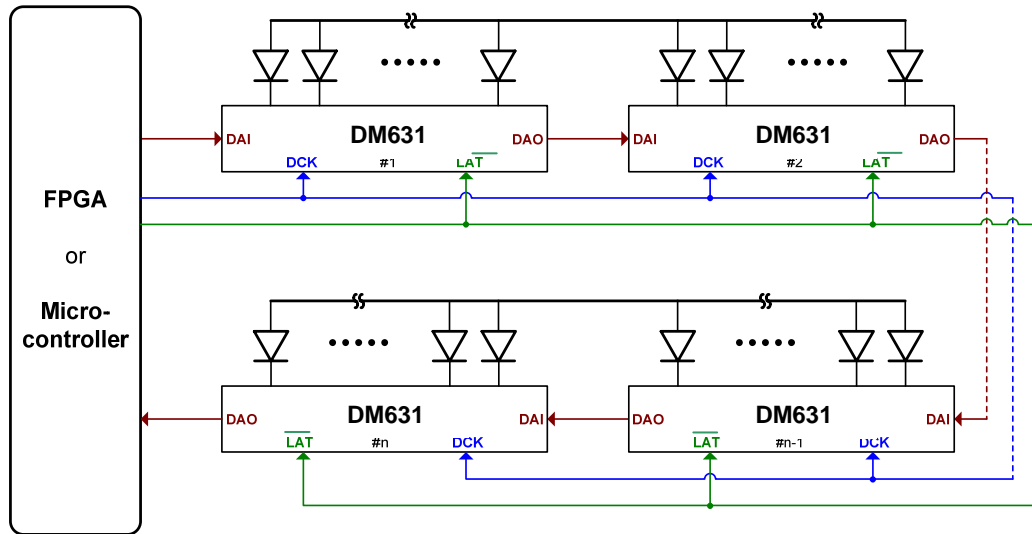 DM631
DM631
DAI
DAO
DAI
DAO
DCK
#1
LAT
DCK
#2
LAT
FPGA
or
Micro-
controller
DM631
DM631
DAO
DAI
DAO
DAI
LAT
#n
DCK
LAT
#n-1
DCK